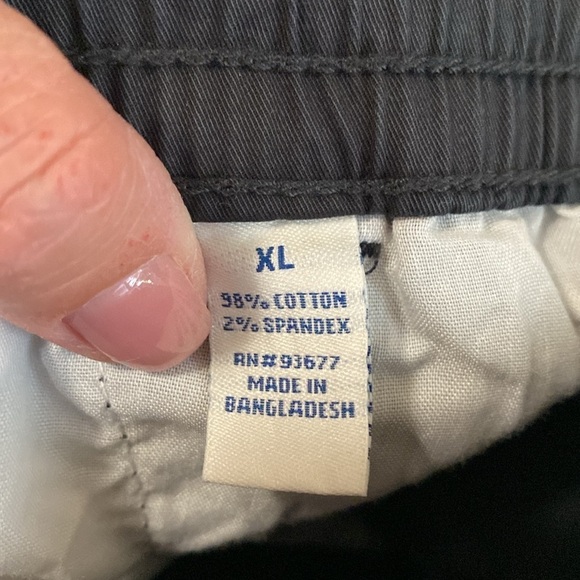 XL
98% COTTON
2% SPANDEX
RN#93677
MADE IN
BANGLADESH